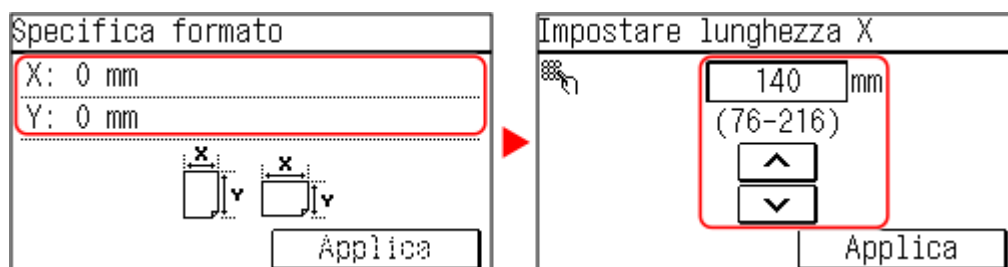 Specifica formato
X: 0 mm
Y: 0 mm
X
Y
X
Y
Applica
Impostare lunghezza X
140 mm
(76-216)
Applica